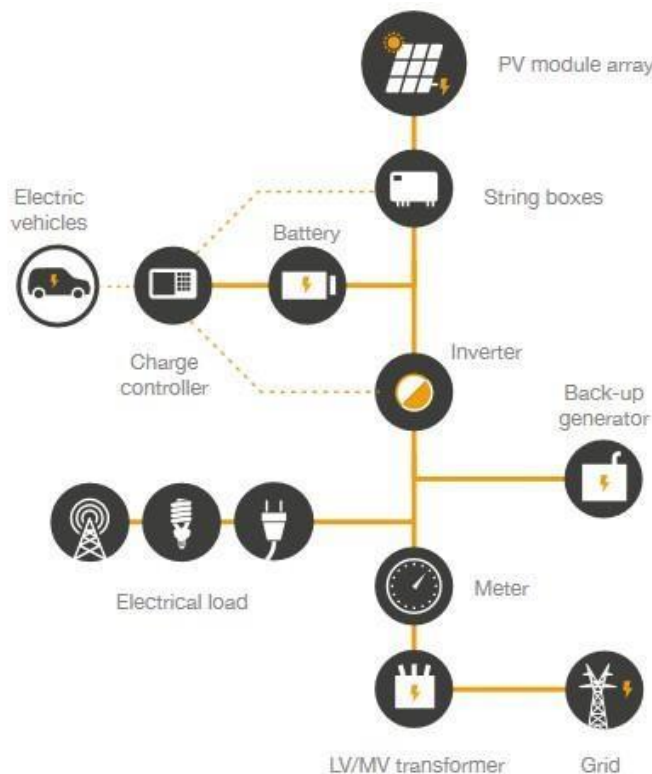 PV module array
String boxes
Electric
vehicles
Battery
Charge
controller
Inverter
Back-up
generator
Electrical load
Meter
LV/MV transformer
Grid